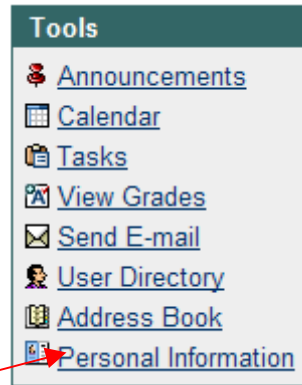 Tools
Announcements
Calendar
Tasks
View Grades
Send E-mail
User Directory
Address Book
Personal Information